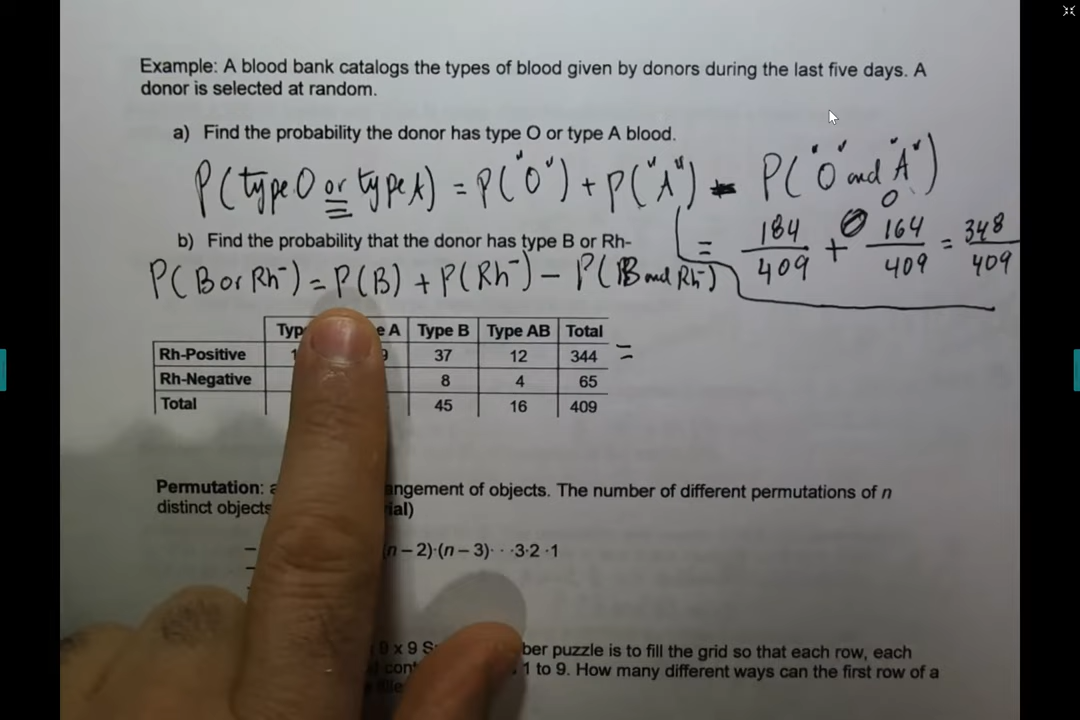 Example: A blood bank catalogs the types of blood given by donors during the last five days. A
donor is selected at random.
a) Find the probability the donor has type O or type A blood.
P(type O or type A) = P("O") + P("A") - P("O" and "A")
= 184/409 + 164/409 = 348/409
0
b) Find the probability that the donor has type B or Rh-
P(B or Rh⁻) = P(B) + P(Rh⁻) − P(B and Rh⁻)
=
Type B Type AB Total
Rh-Positive 37 12 344
Rh-Negative 8 4 65
Total 45 16 409
Permutation: angement of objects. The number of different permutations of n
distinct objects ial)
(n – 2)·(n – 3)· · ·3·2 ·1
9 x 9 ber puzzle is to fill the grid so that each row, each
1 to 9. How many different ways can the first row of a